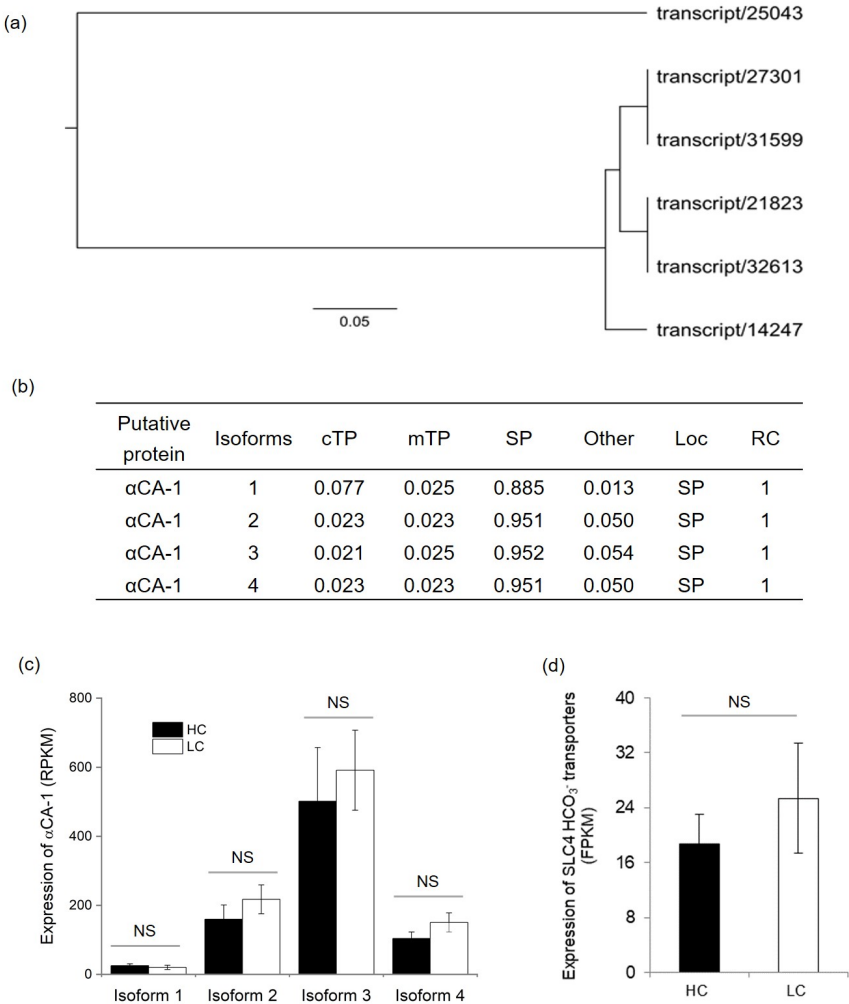 (a)
transcript/25043
transcript/27301
transcript/31599
transcript/21823
transcript/32613
transcript/14247
0.05
(b)
Putative protein Isoforms cTP mTP SP Other Loc RC
αCA-1 1 0.077 0.025 0.885 0.013 SP 1
αCA-1 2 0.023 0.023 0.951 0.050 SP 1
αCA-1 3 0.021 0.025 0.952 0.054 SP 1
αCA-1 4 0.023 0.023 0.951 0.050 SP 1
(c)
Expression of αCA-1 (RPKM)
800
600
400
200
0
HC
LC
NS
NS
NS
NS
Isoform 1 Isoform 2 Isoform 3 Isoform 4
(d)
Expression of SLC4 HCO₃⁻ transporters
(FPKM)
40
32
24
16
8
0
NS
HC LC